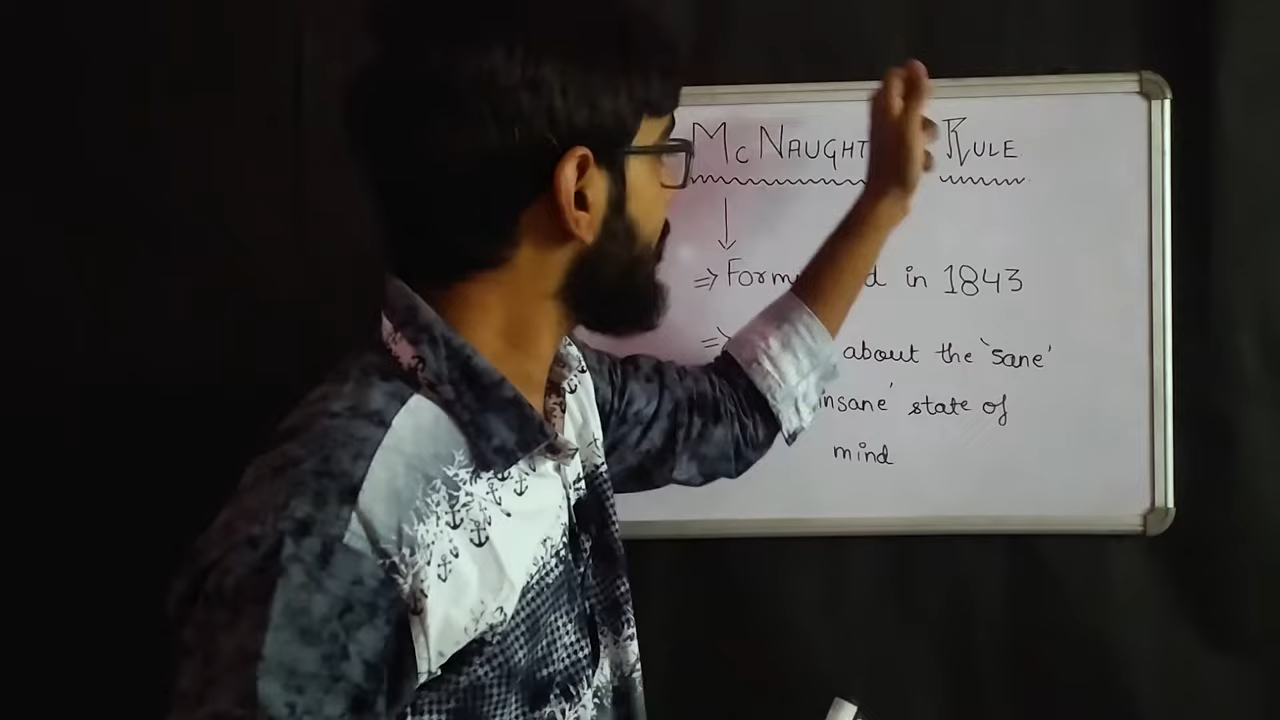 Mc NAUGHT RULE
⇒ Form d in 1843
⇒ about the 'sane'
insane' state of
mind